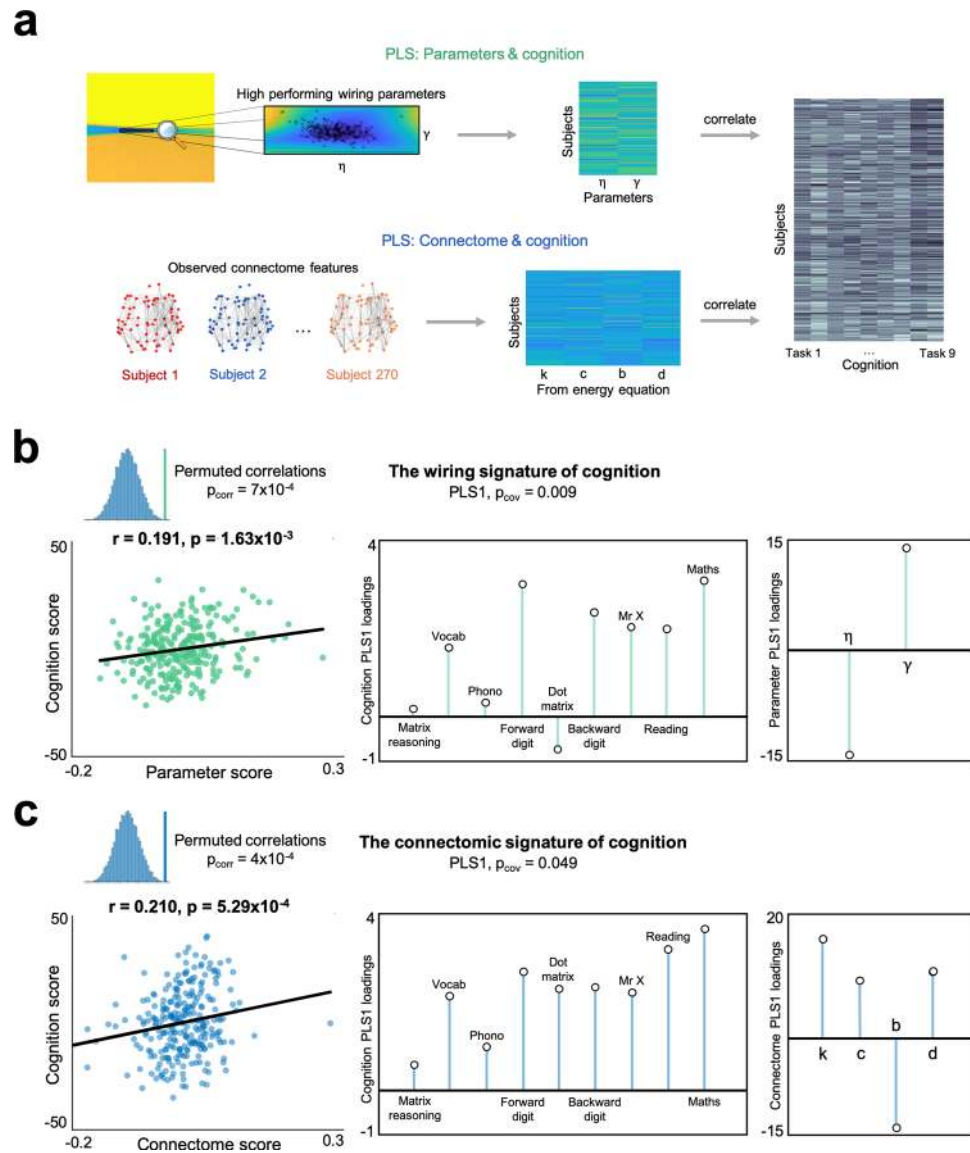 a
PLS: Parameters & cognition
High performing wiring parameters
γ
η
Subjects
η γ
Parameters
correlate
Subjects
Task 1 ... Task 9
Cognition
PLS: Connectome & cognition
Observed connectome features
...
Subject 1 Subject 2 Subject 270
Subjects
k c b d
From energy equation
correlate
b
Permuted correlations
p_corr = 7x10^-4
r = 0.191, p = 1.63x10^-3
50
Cognition score
-50
-0.2 0.3
Parameter score
The wiring signature of cognition
PLS1, p_cov = 0.009
4
Cognition PLS1 loadings
-1
Matrix
reasoning
Vocab
Phono
Forward
digit
Dot
matrix
Backward
digit
Mr X
Reading
Maths
15
Parameter PLS1 loadings
-15
η
γ
c
Permuted correlations
p_corr = 4x10^-4
r = 0.210, p = 5.29x10^-4
50
Cognition score
-50
-0.2 0.3
Connectome score
The connectomic signature of cognition
PLS1, p_cov = 0.049
4
Cognition PLS1 loadings
-1
Matrix
reasoning
Vocab
Phono
Forward
digit
Dot
matrix
Backward
digit
Mr X
Reading
Maths
20
Connectome PLS1 loadings
-15
k c b d